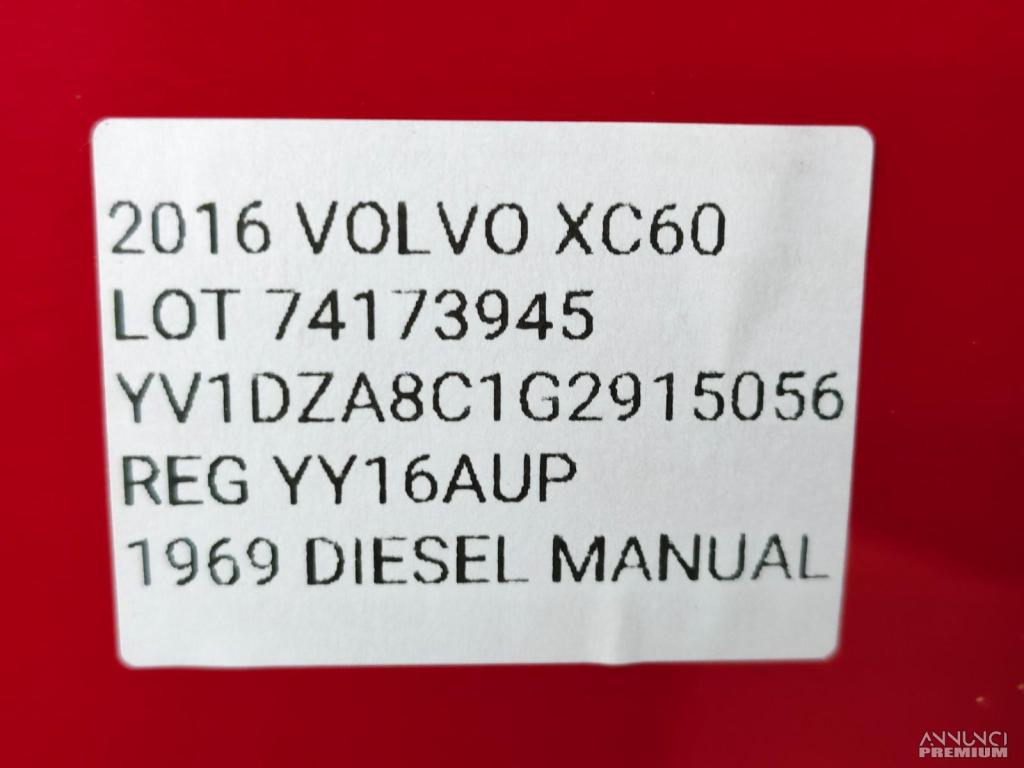 2016 VOLVO XC60
LOT 74173945
YV1DZA8C1G2915056
REG YY16AUP
1969 DIESEL MANUAL
ANNUNCI
PREMIUM